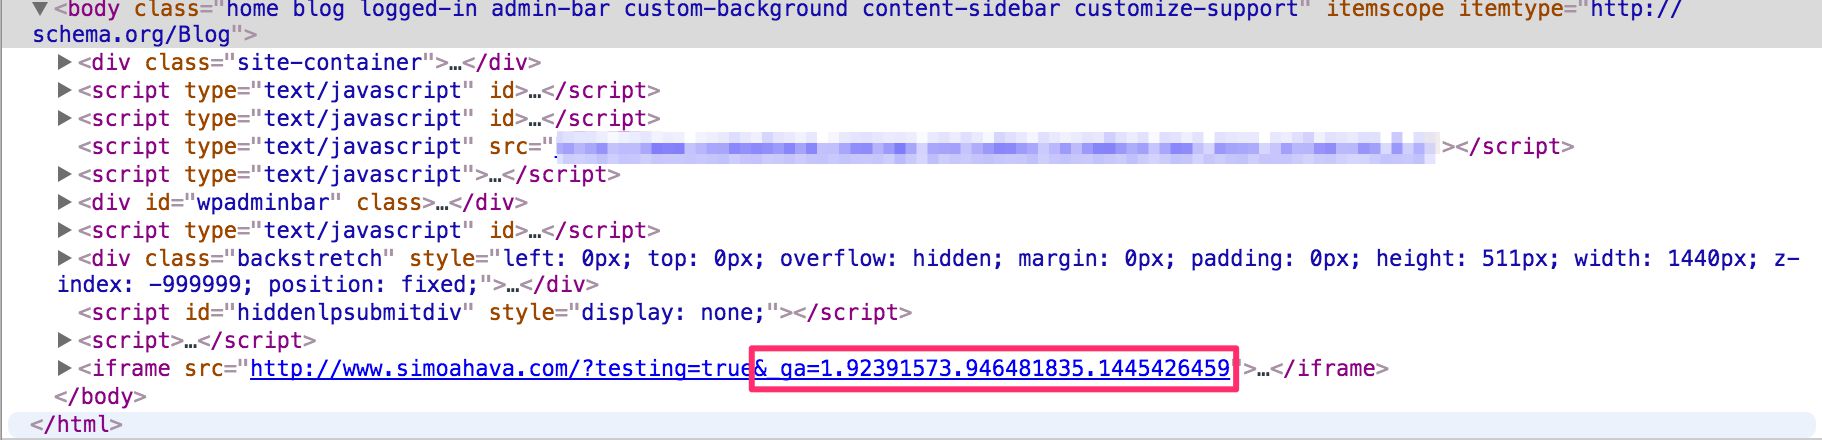 ▼<body class="home blog logged-in admin-bar custom-background content-sidebar customize-support" itemscope itemtype="http://
schema.org/Blog">
▶<div class="site-container">…</div>
▶<script type="text/javascript" id>…</script>
▶<script type="text/javascript" id>…</script>
<script type="text/javascript" src="></script>
▶<script type="text/javascript">…</script>
▶<div id="wpadminbar" class>…</div>
▶<script type="text/javascript" id>…</script>
▶<div class="backstretch" style="left: 0px; top: 0px; overflow: hidden; margin: 0px; padding: 0px; height: 511px; width: 1440px; z-
index: -999999; position: fixed;">…</div>
<script id="hiddenlpsubmitdiv" style="display: none;"></script>
▶<script>…</script>
▶<iframe src="http://www.simoahava.com/?testing=true&_ga=1.92391573.946481835.1445426459">…</iframe>
</body>
</html>